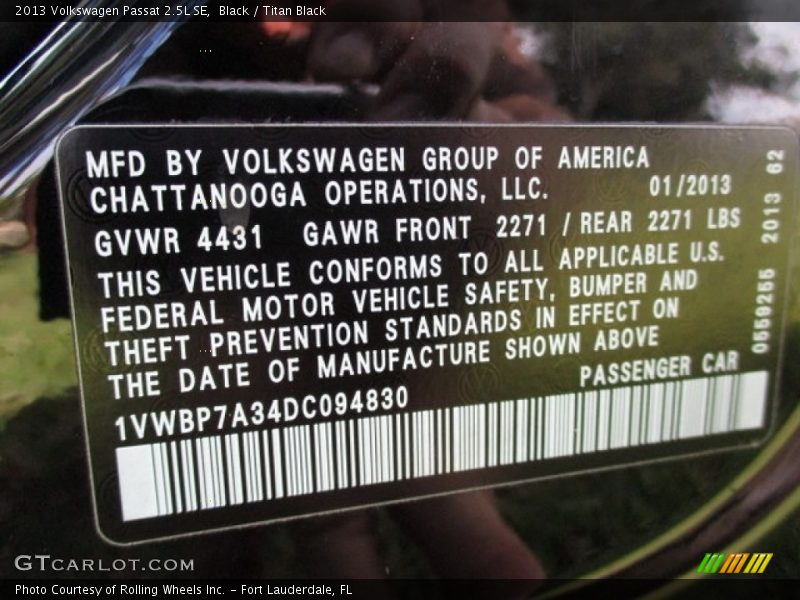 2013 Volkswagen Passat 2.5L SE,  Black / Titan Black
MFD BY VOLKSWAGEN GROUP OF AMERICA
CHATTANOOGA OPERATIONS, LLC. 01/2013
GVWR 4431 GAWR FRONT 2271 / REAR 2271 LBS
THIS VEHICLE CONFORMS TO ALL APPLICABLE U.S.
FEDERAL MOTOR VEHICLE SAFETY, BUMPER AND
THEFT PREVENTION STANDARDS IN EFFECT ON
THE DATE OF MANUFACTURE SHOWN ABOVE
PASSENGER CAR
1VWBP7A34DC094830
0559255 2013 62
GTCARLOT.COM
Photo Courtesy of Rolling Wheels Inc. – Fort Lauderdale, FL